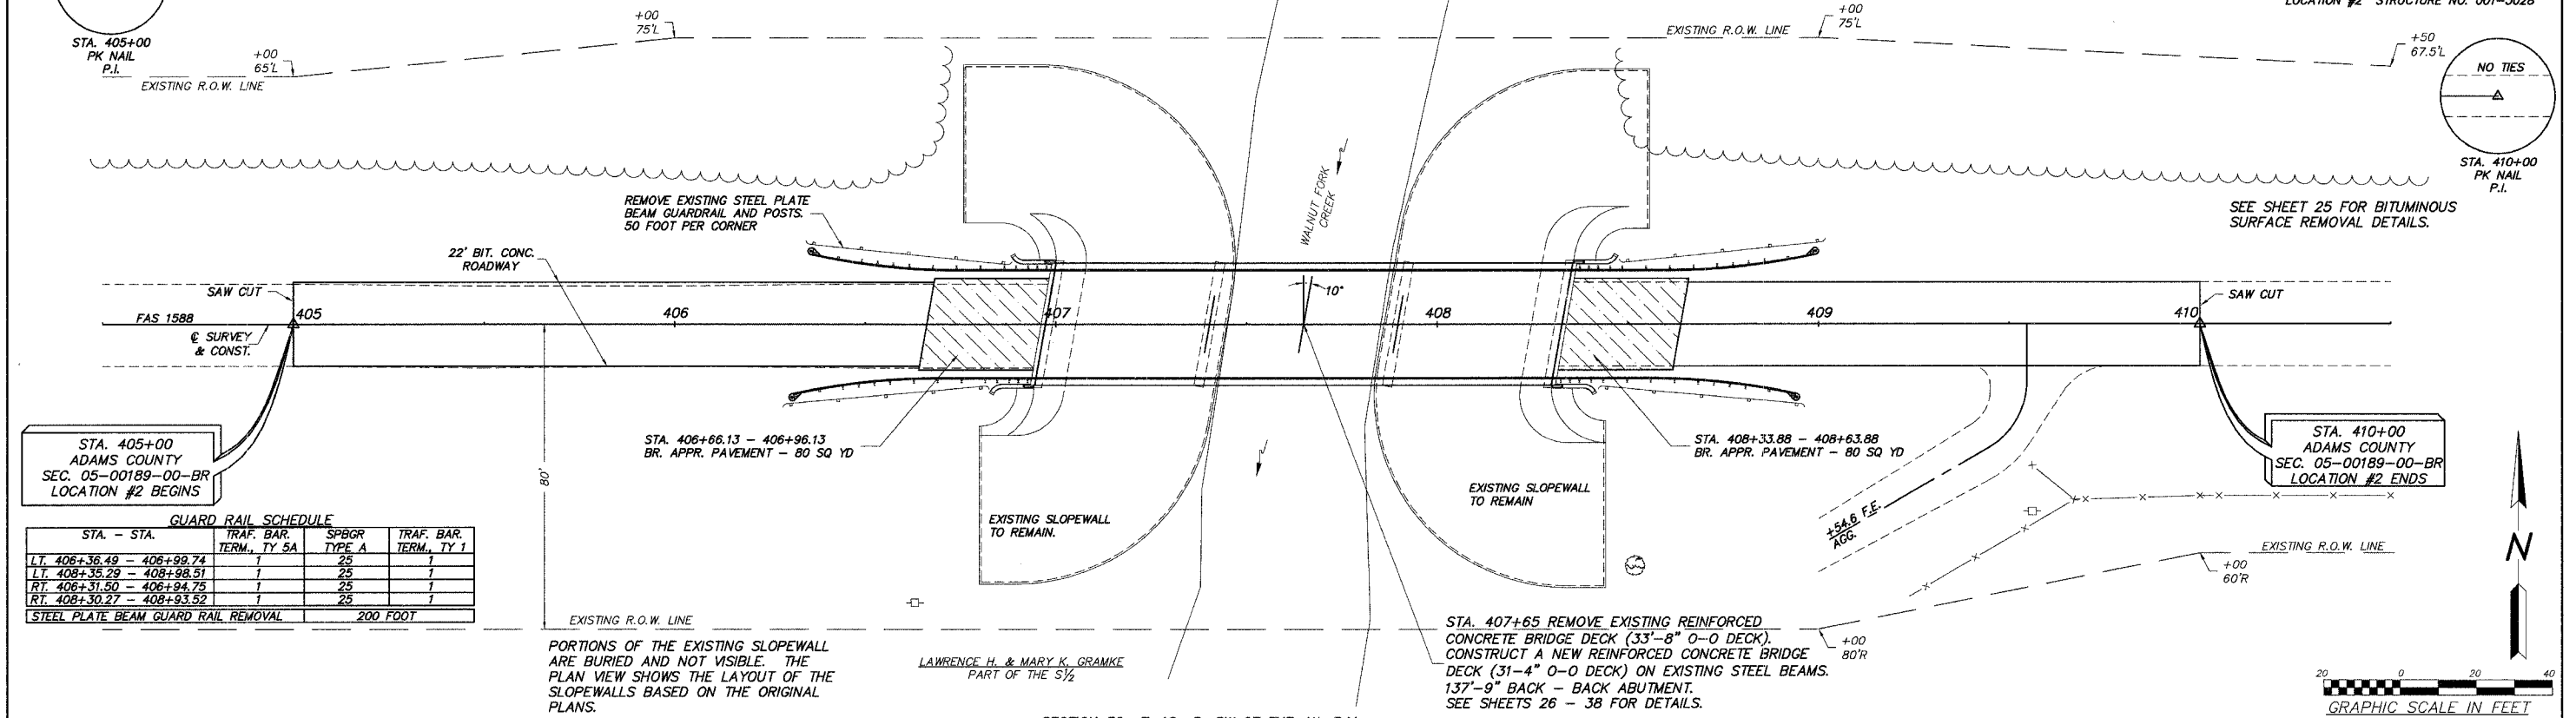 STA. 405+00
PK NAIL
P.I.
+00
65'L
EXISTING R.O.W. LINE
+00
75'L
EXISTING R.O.W. LINE
+00
75'L
LOCATION #2 STRUCTURE NO. 001-5028
+50
67.5'L
NO TIES
STA. 410+00
PK NAIL
P.I.
SEE SHEET 25 FOR BITUMINOUS
SURFACE REMOVAL DETAILS.
REMOVE EXISTING STEEL PLATE
BEAM GUARDRAIL AND POSTS.
50 FOOT PER CORNER
WALNUT FORK
CREEK
22' BIT. CONC.
ROADWAY
SAW CUT
FAS 1588
℄ SURVEY
& CONST.
405
406
407
10°
408
409
410
SAW CUT
80'
STA. 406+66.13 - 406+96.13
BR. APPR. PAVEMENT - 80 SQ YD
STA. 408+33.88 - 408+63.88
BR. APPR. PAVEMENT - 80 SQ YD
STA. 405+00
ADAMS COUNTY
SEC. 05-00189-00-BR
LOCATION #2 BEGINS
STA. 410+00
ADAMS COUNTY
SEC. 05-00189-00-BR
LOCATION #2 ENDS
EXISTING SLOPEWALL
TO REMAIN.
EXISTING SLOPEWALL
TO REMAIN
+54.6 F.E.
AGG.
GUARD RAIL SCHEDULE
STA. - STA. TRAF. BAR. TERM., TY 5A SPBGR TYPE A TRAF. BAR. TERM., TY 1
LT. 406+36.49 - 406+99.74 1 25 1
LT. 408+35.29 - 408+98.51 1 25 1
RT. 406+31.50 - 406+94.75 1 25 1
RT. 408+30.27 - 408+93.52 1 25 1
STEEL PLATE BEAM GUARD RAIL REMOVAL 200 FOOT
EXISTING R.O.W. LINE
PORTIONS OF THE EXISTING SLOPEWALL
ARE BURIED AND NOT VISIBLE. THE
PLAN VIEW SHOWS THE LAYOUT OF THE
SLOPEWALLS BASED ON THE ORIGINAL
PLANS.
LAWRENCE H. & MARY K. GRAMKE
PART OF THE S½
STA. 407+65 REMOVE EXISTING REINFORCED
CONCRETE BRIDGE DECK (33'-8" O-O DECK).
CONSTRUCT A NEW REINFORCED CONCRETE BRIDGE
DECK (31-4" O-O DECK) ON EXISTING STEEL BEAMS.
137'-9" BACK - BACK ABUTMENT.
SEE SHEETS 26 - 38 FOR DETAILS.
+00
80'R
EXISTING R.O.W. LINE
+00
60'R
N
20 0 20 40
GRAPHIC SCALE IN FEET